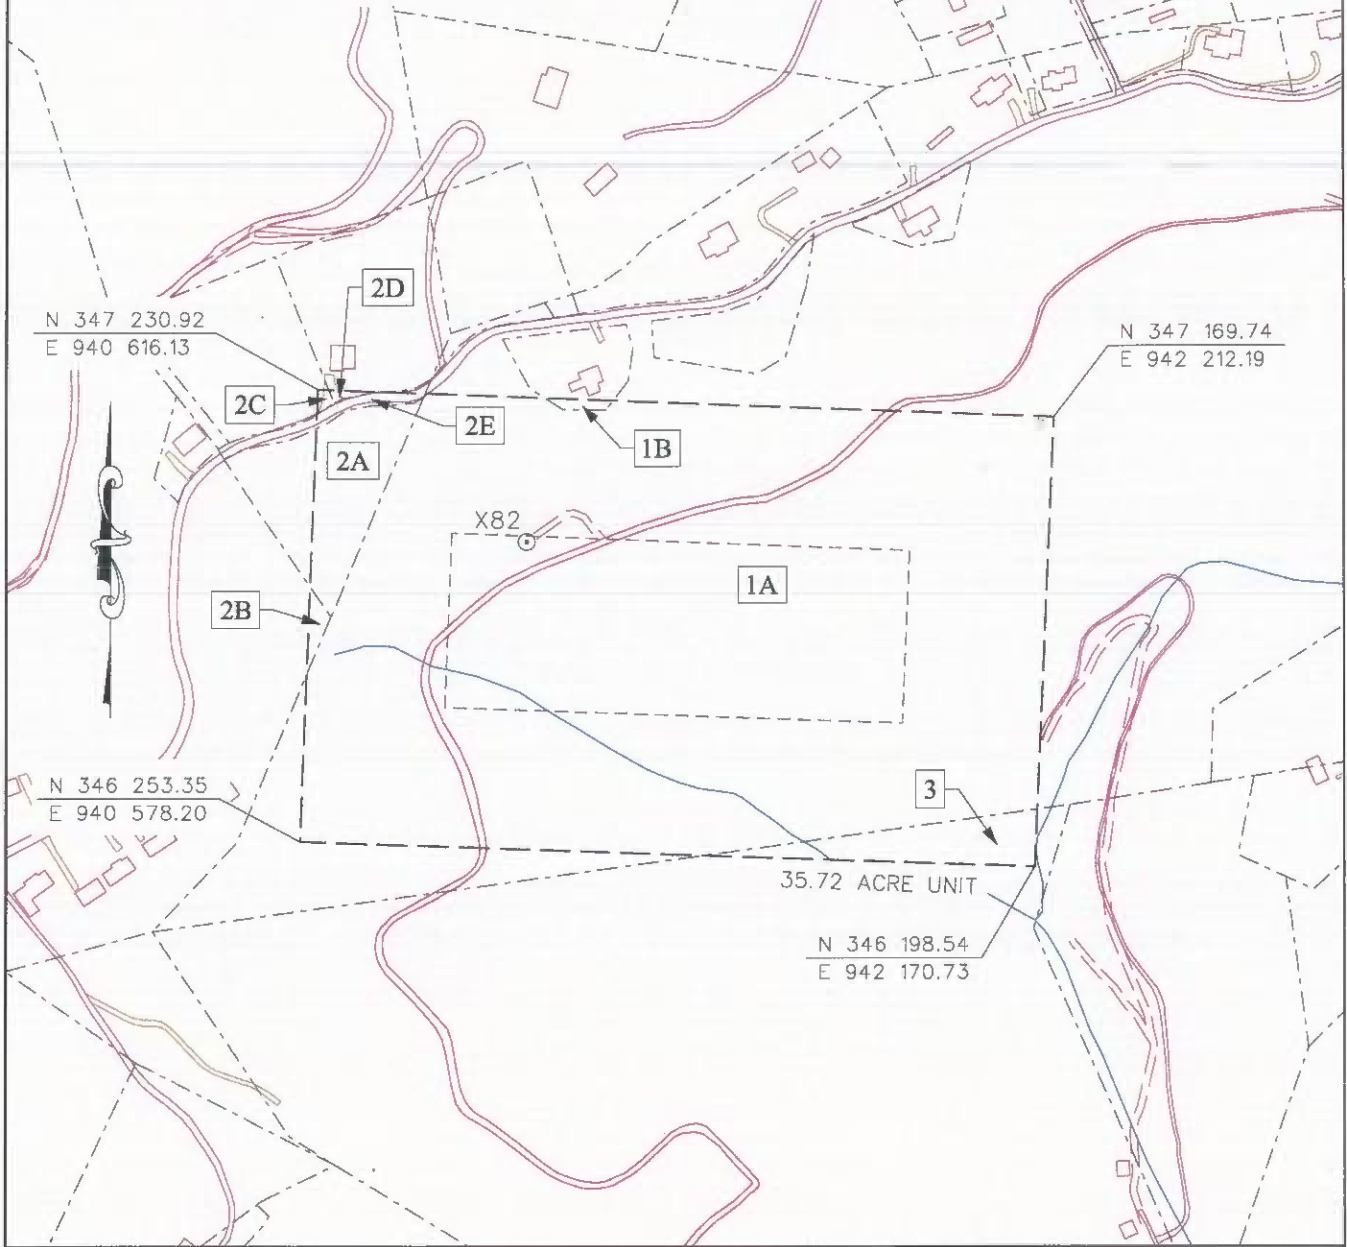 2D
N 347 230.92
E 940 616.13
N 347 169.74
E 942 212.19
2C
2E
1B
2A
X82
1A
2B
N 346 253.35
E 940 578.20
3
35.72 ACRE UNIT
N 346 198.54
E 942 170.73